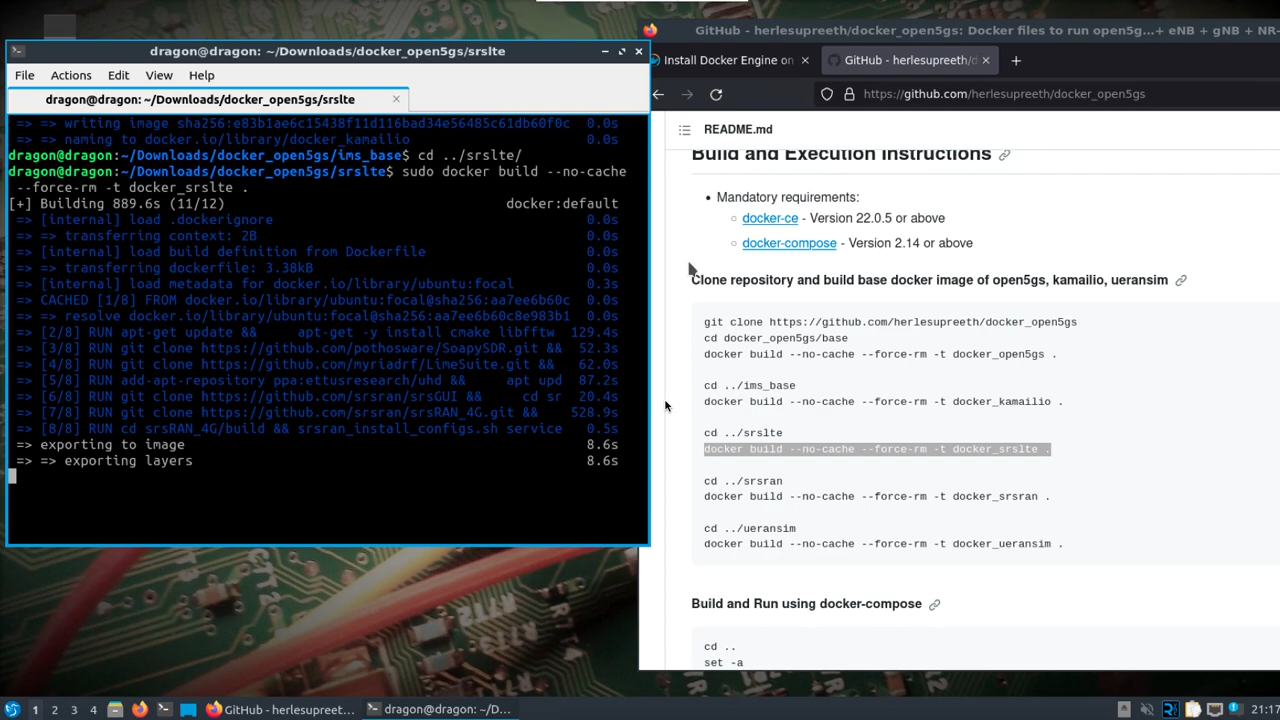 GitHub - herlesupreeth/docker_open5gs: Docker files to run open5g...+ eNB + gNB + NR-
dragon@dragon: ~/Downloads/docker_open5gs/srslte
File Actions Edit View Help
dragon@dragon: ~/Downloads/docker_open5gs/srslte
=> => writing image sha256:e83b1ae6c15438f11d116bad34e56485c61db60f0c 0.0s
=> => naming to docker.io/library/docker_kamailio 0.0s
dragon@dragon:~/Downloads/docker_open5gs/ims_base$ cd ../srslte/
dragon@dragon:~/Downloads/docker_open5gs/srslte$ sudo docker build --no-cache
--force-rm -t docker_srslte .
[+] Building 889.6s (11/12) docker:default
=> [internal] load .dockerignore 0.0s
=> => transferring context: 2B 0.0s
=> [internal] load build definition from Dockerfile 0.0s
=> => transferring dockerfile: 3.38kB 0.0s
=> [internal] load metadata for docker.io/library/ubuntu:focal 0.3s
=> CACHED [1/8] FROM docker.io/library/ubuntu:focal@sha256:aa7ee6b60c 0.0s
=> => resolve docker.io/library/ubuntu:focal@sha256:aa7ee6b60c8e983b1 0.0s
=> [2/8] RUN apt-get update && apt-get -y install cmake libfftw 129.4s
=> [3/8] RUN git clone https://github.com/pothosware/SoapySDR.git && 52.3s
=> [4/8] RUN git clone https://github.com/myriadrf/LimeSuite.git && 62.0s
=> [5/8] RUN add-apt-repository ppa:ettusresearch/uhd && apt upd 87.2s
=> [6/8] RUN git clone https://github.com/srsran/srsGUI && cd sr 20.4s
=> [7/8] RUN git clone https://github.com/srsran/srsRAN_4G.git && 528.9s
=> [8/8] RUN cd srsRAN_4G/build && srsran_install_configs.sh service 0.5s
=> exporting to image 8.6s
=> => exporting layers 8.6s
Install Docker Engine on
GitHub - herlesupreeth/d
https://github.com/herlesupreeth/docker_open5gs
README.md
Build and Execution Instructions
Mandatory requirements:
docker-ce - Version 22.0.5 or above
docker-compose - Version 2.14 or above
Clone repository and build base docker image of open5gs, kamailio, ueransim
git clone https://github.com/herlesupreeth/docker_open5gs
cd docker_open5gs/base
docker build --no-cache --force-rm -t docker_open5gs .
cd ../ims_base
docker build --no-cache --force-rm -t docker_kamailio .
cd ../srslte
docker build --no-cache --force-rm -t docker_srslte .
cd ../srsran
docker build --no-cache --force-rm -t docker_srsran .
cd ../ueransim
docker build --no-cache --force-rm -t docker_ueransim .
Build and Run using docker-compose
cd ..
set -a
1 2 3 4 GitHub - herlesupreet... dragon@dragon: ~/D... 21:17